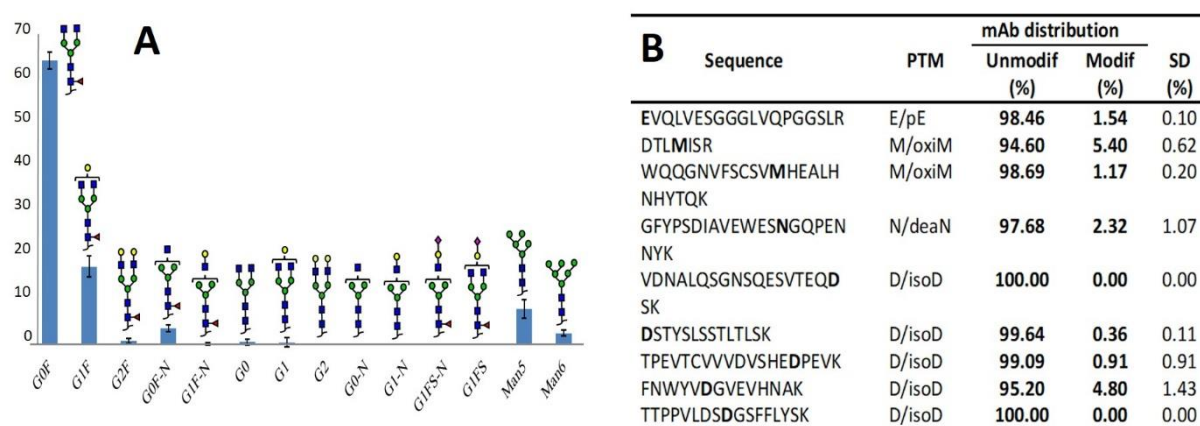 A
70
60
50
40
30
20
10
0
G0F
G1F
G2F
G0F-N
G1F-N
G0
G1
G2
G0-N
G1-N
G1FS-N
G1FS
Man5
Man6
B
mAb distribution
Sequence PTM Unmodif Modif SD
(%) (%) (%)
EVQLVESGGGLVQPGGSLR E/pE 98.46 1.54 0.10
DTLMISR M/oxiM 94.60 5.40 0.62
WQQGNVFSCSVMHEALH M/oxiM 98.69 1.17 0.20
NHYTQK
GFYPSDIAVEWESNGQPEN N/deaN 97.68 2.32 1.07
NYK
VDNALQSGNSQESVTEQD D/isoD 100.00 0.00 0.00
SK
DSTYSLSSTLTLSK D/isoD 99.64 0.36 0.11
TPEVTCVVVDVSHEDPEVK D/isoD 99.09 0.91 0.91
FNWYVDGVEVHNAK D/isoD 95.20 4.80 1.43
TTPPVLDSDGSFFLYSK D/isoD 100.00 0.00 0.00